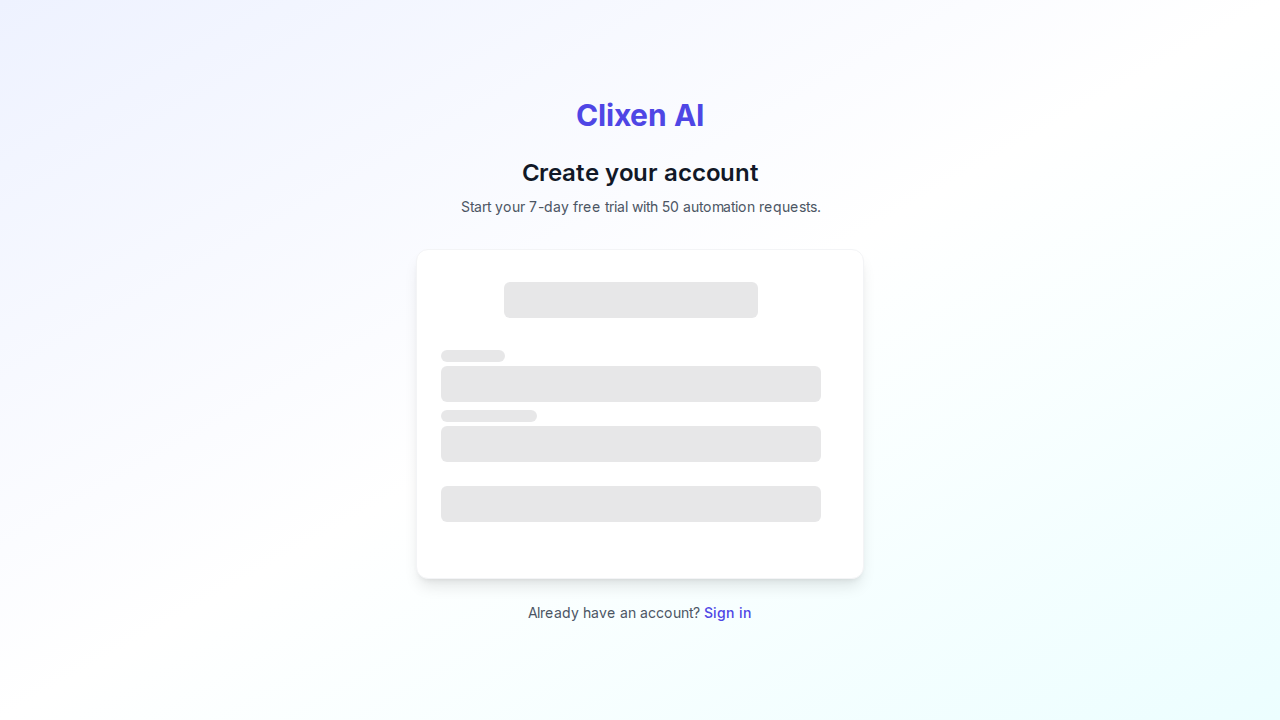 Clixen AI
Create your account
Start your 7-day free trial with 50 automation requests.
Already have an account? Sign in